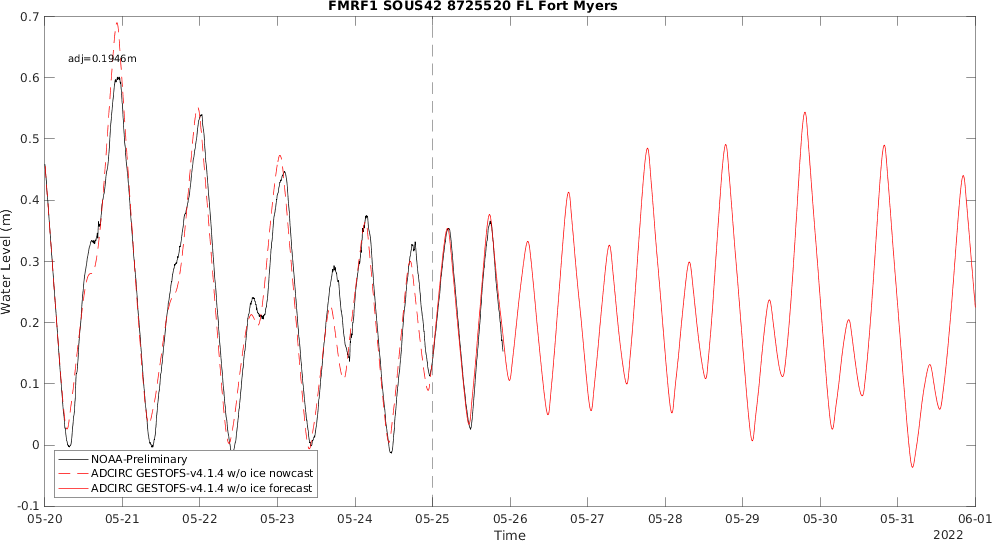 FMRF1 SOUS42 8725520 FL Fort Myers
0.7
adj=0.1946m
0.6
0.5
0.4
0.3
0.2
0.1
0
-0.1
Water Level (m)
NOAA-Preliminary
ADCIRC GESTOFS-v4.1.4 w/o ice nowcast
ADCIRC GESTOFS-v4.1.4 w/o ice forecast
05-20 05-21 05-22 05-23 05-24 05-25 05-26 05-27 05-28 05-29 05-30 05-31 06-01
Time
2022